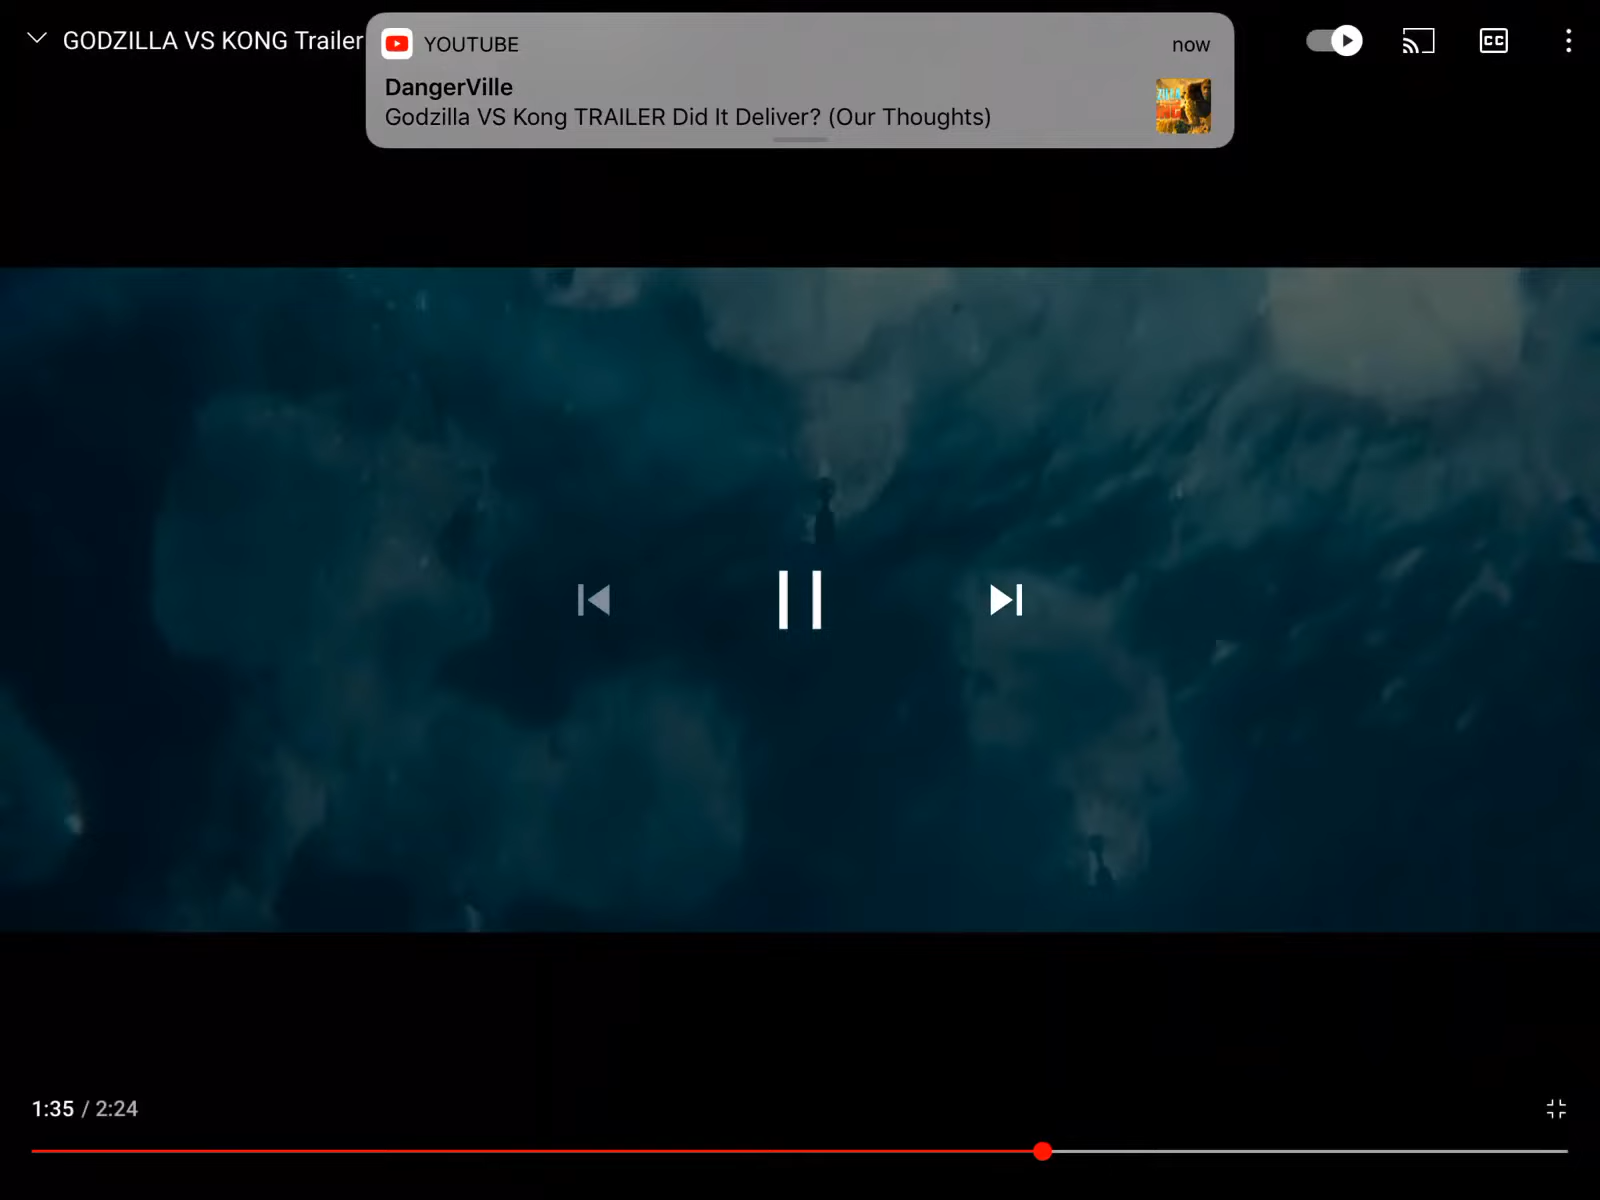 GODZILLA VS KONG Trailer
YOUTUBE
now
DangerVille
Godzilla VS Kong TRAILER Did It Deliver? (Our Thoughts)
CC
1:35 / 2:24